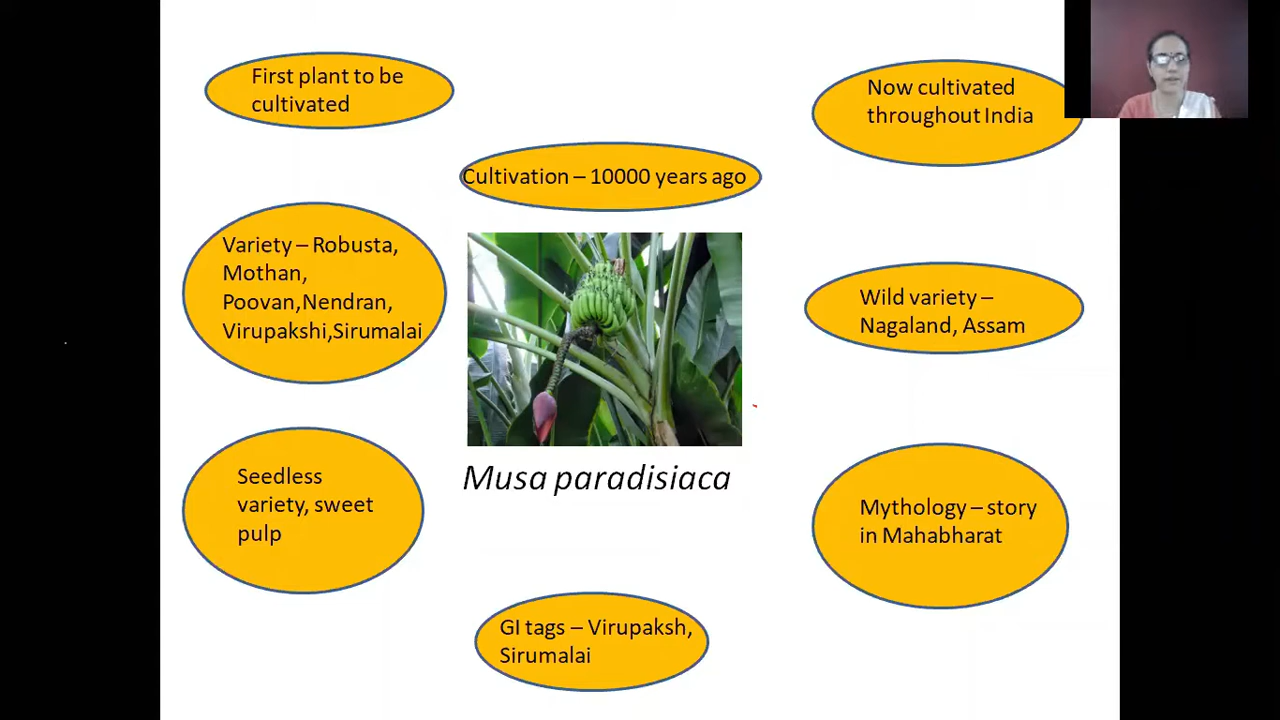 First plant to be
cultivated
Now cultivated
throughout India
Cultivation – 10000 years ago
Variety – Robusta,
Mothan,
Poovan,Nendran,
Virupakshi,Sirumalai
Wild variety –
Nagaland, Assam
Seedless
variety, sweet
pulp
Musa paradisiaca
Mythology – story
in Mahabharat
GI tags – Virupaksh,
Sirumalai